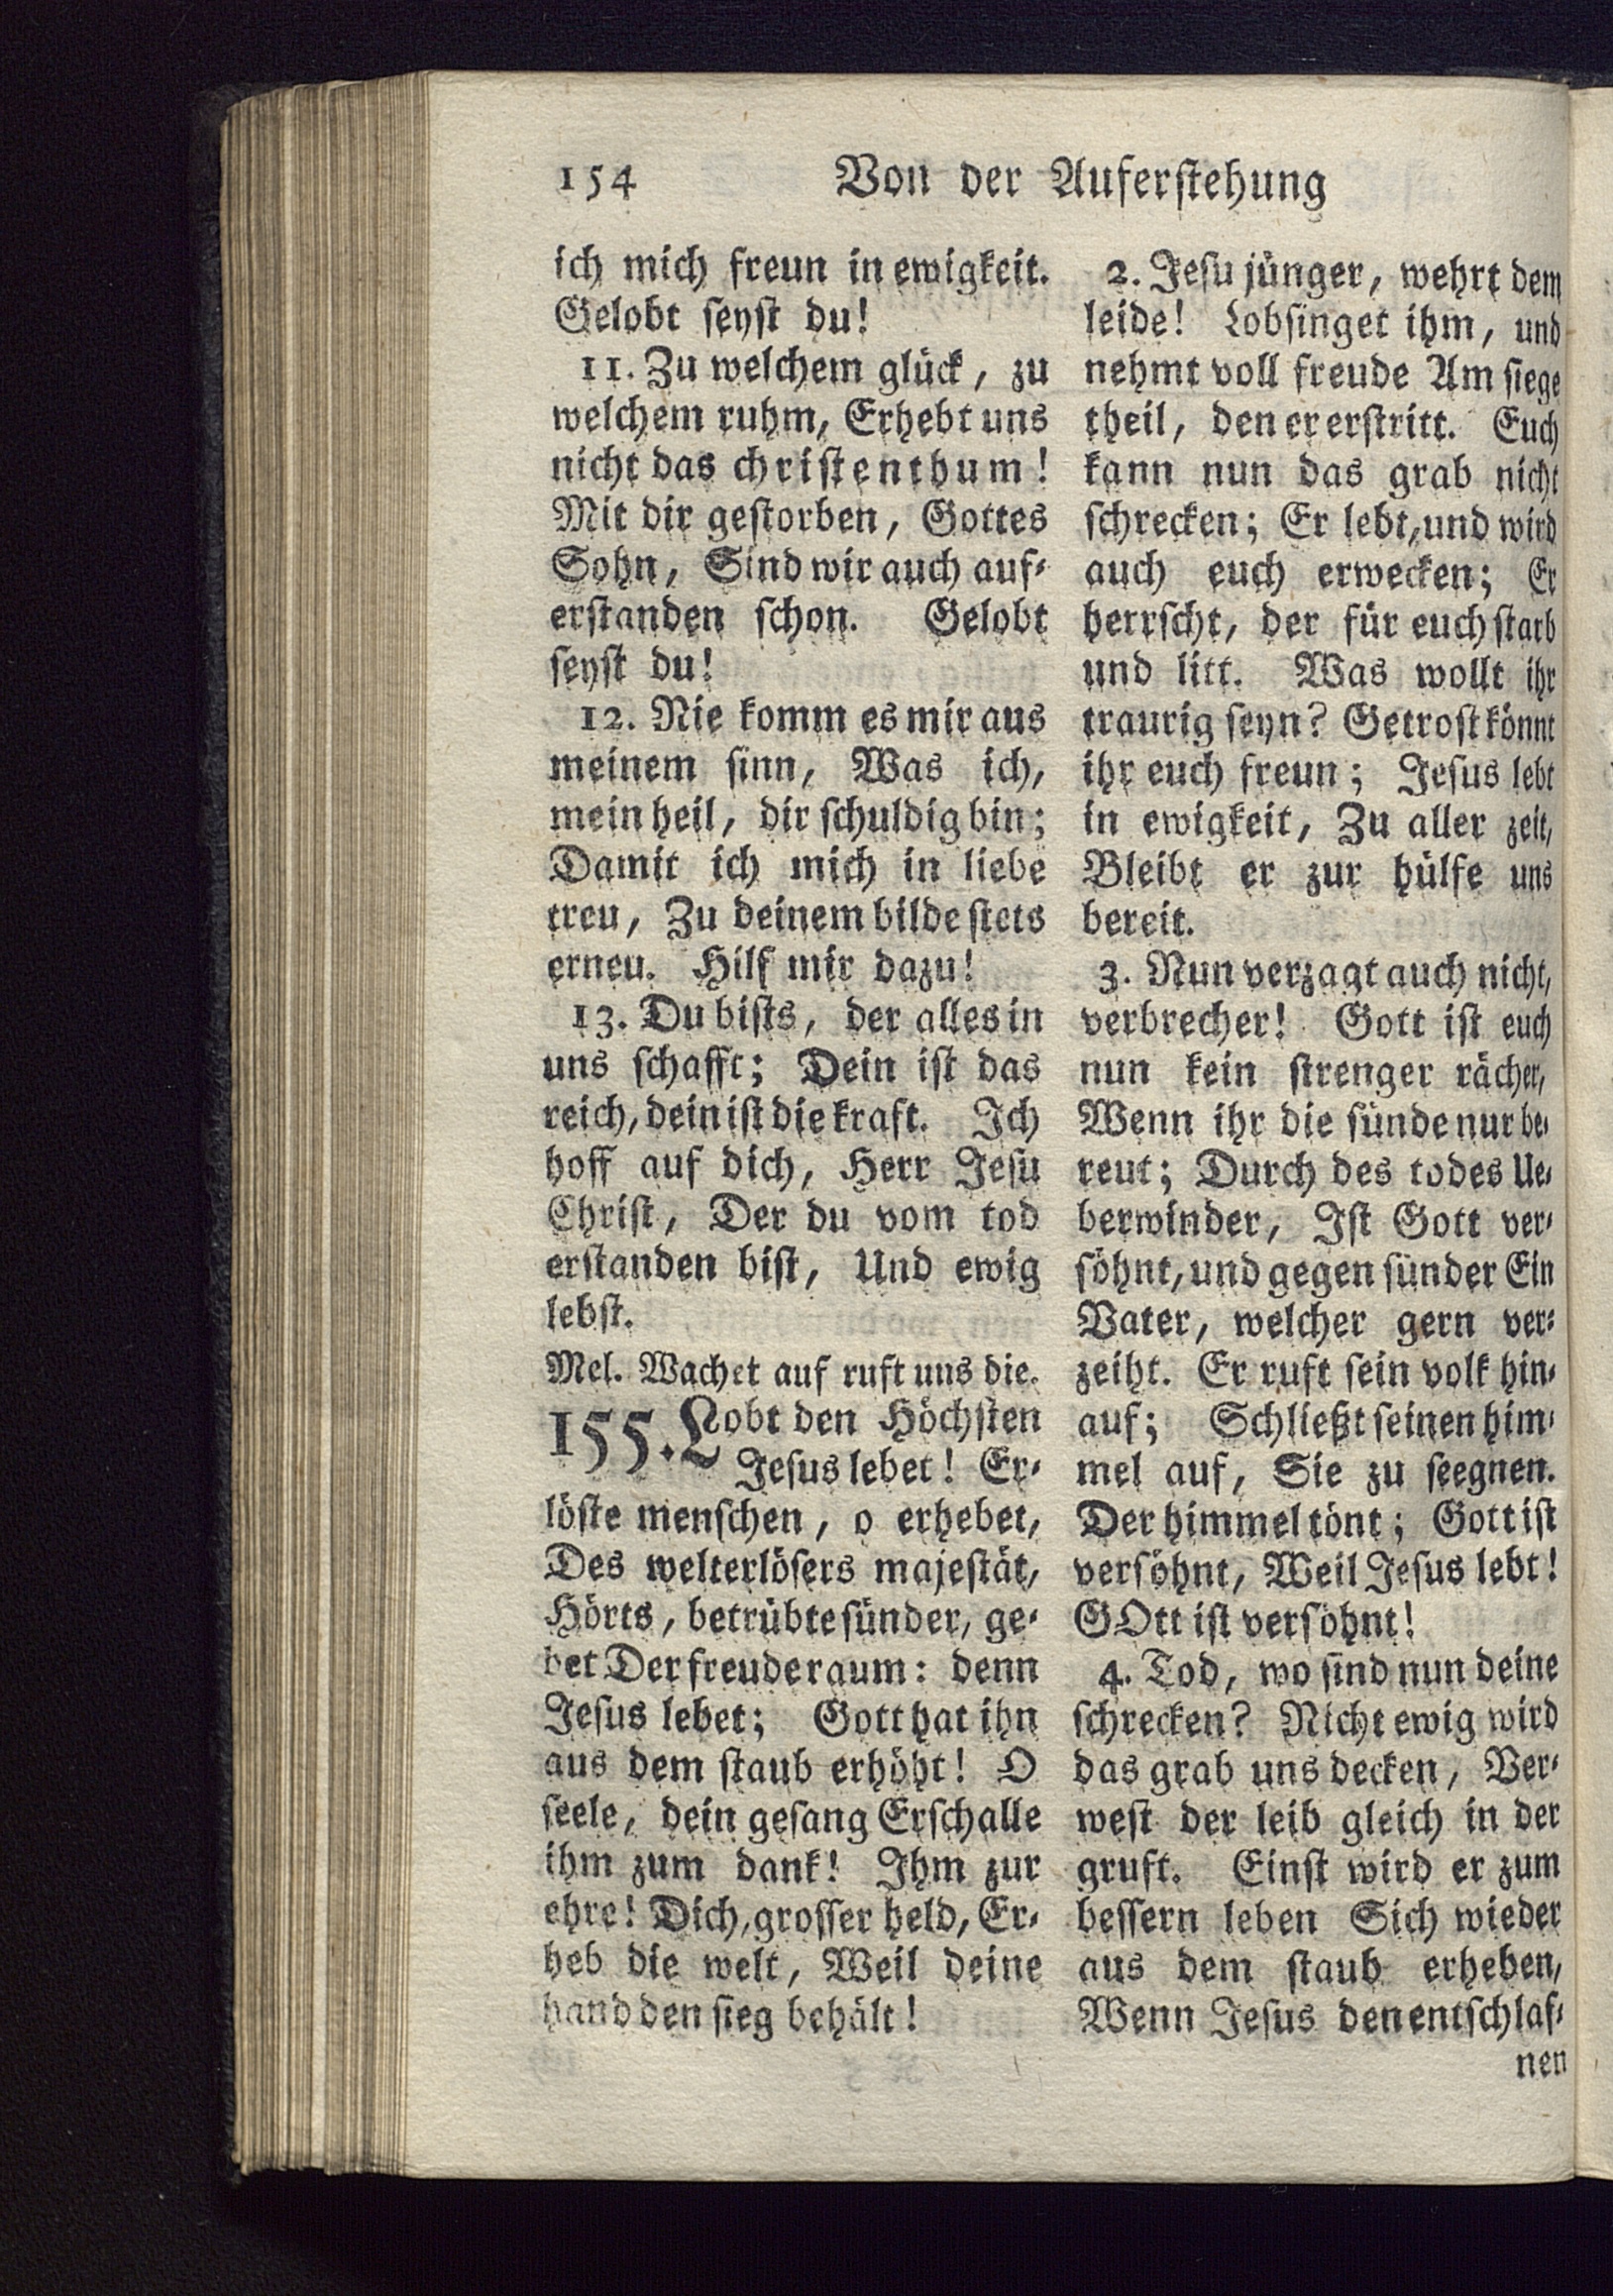 154 Von der Auferſtehung
ich mich freun in ewigkeit.
Gelobt ſeyſt du!
11. Zu welchem glück, zu
welchem ruhm, Erhebt uns
nicht das chriſtenthum!
Mit dir geſtorben, Gottes
Sohn, Sind wir auch auf-
erſtanden ſchon. Gelobt
ſeyſt du!
12. Nie komm es mir aus
meinem ſinn, Was ich,
mein heil, dir ſchuldig bin;
Damit ich mich in liebe
treu, Zu deinem bilde ſtets
erneu. Hilf mir dazu!
13. Du biſts, der alles in
uns ſchafft; Dein iſt das
reich, dein iſt die kraft. Ich
hoff auf dich, Herr Jeſu
Chriſt, Der du vom tod
erſtanden biſt, Und ewig
lebſt.
Mel. Wachet auf ruft uns die.
155. Lobt den Höchſten
Jeſus lebet! Er-
löſte menſchen, o erhebet,
Des welterlöſers majeſtät,
Hörts, betrübte ſünder, ge-
bet Der freude raum: denn
Jeſus lebet; Gott hat ihn
aus dem ſtaub erhöht! O
ſeele, dein geſang Erſchalle
ihm zum dank! Ihm zur
ehre! Dich, groſſer held, Er-
heb die welt, Weil deine
hand den ſieg behält!
2. Jeſu jünger, wehrt dem
leide! Lobſinget ihm, und
nehmt voll freude Am ſiege
theil, den er erſtritt. Euch
kann nun das grab nicht
ſchrecken; Er lebt, und wird
auch euch erwecken; Er
herrſcht, der für euch ſtarb
und litt. Was wollt ihr
traurig ſeyn? Getroſt könnt
ihr euch freun; Jeſus lebt
in ewigkeit, Zu aller zeit,
Bleibt er zur hülfe uns
bereit.
3. Nun verzagt auch nicht,
verbrecher! Gott iſt euch
nun kein ſtrenger rächer,
Wenn ihr die ſünde nur be-
reut; Durch des todes Ue-
berwinder, Iſt Gott ver-
ſöhnt, und gegen ſünder Ein
Vater, welcher gern ver-
zeiht. Er ruft ſein volk hin-
auf; Schließt ſeinen him-
mel auf, Sie zu ſeegnen.
Der himmel tönt; Gott iſt
verſöhnt, Weil Jeſus lebt!
GOtt iſt verſöhnt!
4. Tod, wo ſind nun deine
ſchrecken? Nicht ewig wird
das grab uns decken, Ver-
weſt der leib gleich in der
gruft. Einſt wird er zum
beſſern leben Sich wieder
aus dem ſtaub erheben,
Wenn Jeſus den entſchlaf-
nen